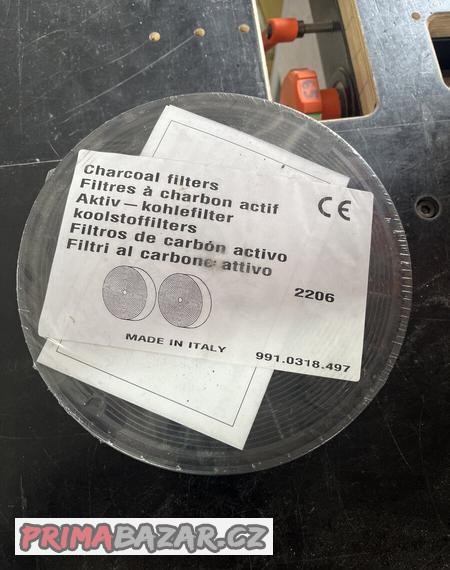 Charcoal filters
Filtres à charbon actif
Aktiv – kohlefilter
koolstoffilters
Filtros de carbón activo
Filtri al carbone attivo
CE
2206
MADE IN ITALY
991.0318.497
PRIMABAZAR.CZ